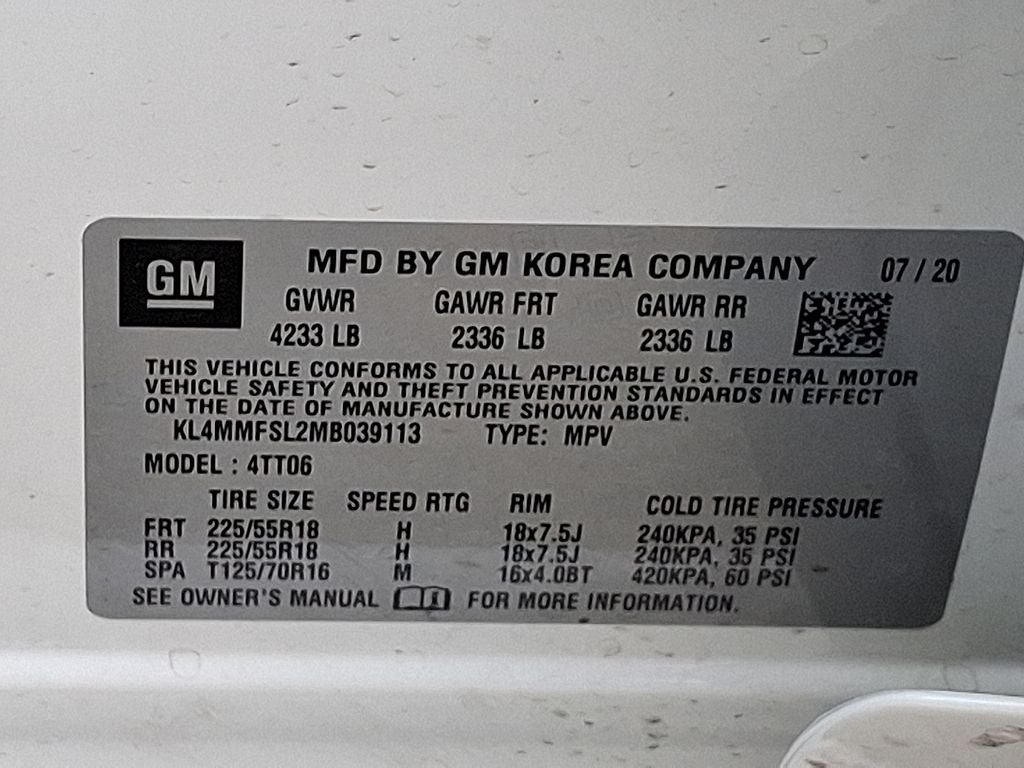 GM
MFD BY GM KOREA COMPANY 07 / 20
GVWR GAWR FRT GAWR RR
4233 LB 2336 LB 2336 LB
THIS VEHICLE CONFORMS TO ALL APPLICABLE U.S. FEDERAL MOTOR
VEHICLE SAFETY AND THEFT PREVENTION STANDARDS IN EFFECT
ON THE DATE OF MANUFACTURE SHOWN ABOVE.
KL4MMFSL2MB039113 TYPE: MPV
MODEL : 4TT06
TIRE SIZE SPEED RTG RIM COLD TIRE PRESSURE
FRT 225/55R18 H 18x7.5J 240KPA, 35 PSI
RR 225/55R18 H 18x7.5J 240KPA, 35 PSI
SPA T125/70R16 M 16x4.0BT 420KPA, 60 PSI
SEE OWNER'S MANUAL FOR MORE INFORMATION.